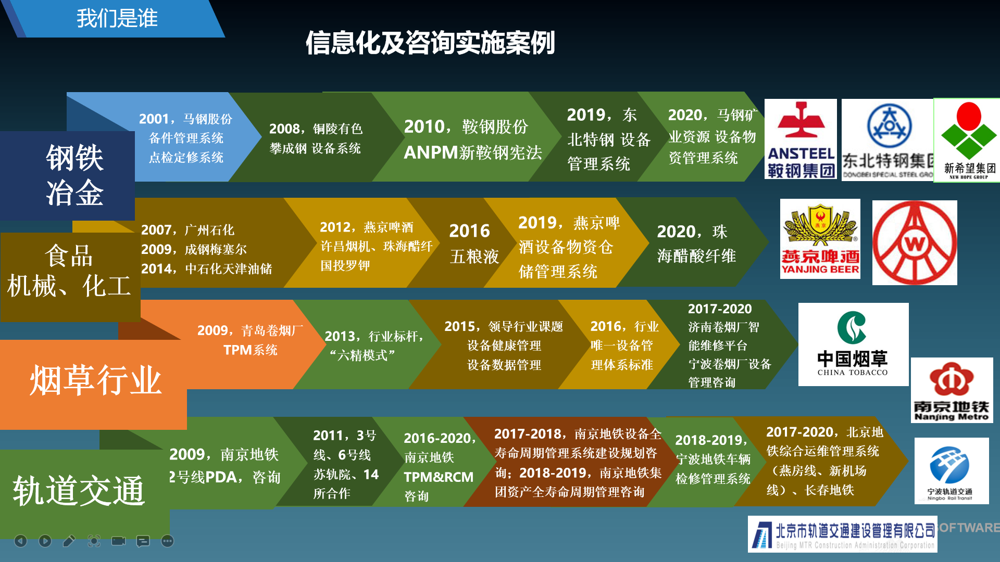 我们是谁
信息化及咨询实施案例
钢铁
冶金
2001，马钢股份
备件管理系统
点检定修系统
2008，铜陵有色
攀成钢 设备系统
2010，鞍钢股份
ANPM新鞍钢宪法
2019，东
北特钢 设备
管理系统
2020，马钢矿
业资源 设备物
资管理系统
ANSTEEL
鞍钢集团
东北特钢集团
DONGBEI SPECIAL STEEL GRO
新希望集团
NEW HOPE GROUP
食品
机械、化工
2007，广州石化
2009，成钢梅塞尔
2014，中石化天津油储
2012，燕京啤酒
许昌烟机、珠海醋纤
国投罗钾
2016
五粮液
2019，燕京啤
酒设备物资仓
储管理系统
2020，珠
海醋酸纤维
燕京
®
燕京啤酒
YANJING BEER
W
烟草行业
2009，青岛卷烟厂
TPM系统
2013，行业标杆，
“六精模式”
2015，领导行业课题
设备健康管理
设备数据管理
2016，行业
唯一设备管
理体系标准
2017-2020
济南卷烟厂智
能维修平台
宁波卷烟厂设备
管理咨询
中国烟草
CHINA TOBACCO
南京地铁
Nanjing Metro
轨道交通
2009，南京地铁
2号线PDA，咨询
2011，3号
线、6号线
苏轨院、14
所合作
2016-2020，
南京地铁
TPM&RCM
咨询
2017-2018，南京地铁设备全
寿命周期管理系统建设规划咨
询；2018-2019，南京地铁集
团资产全寿命周期管理咨询
2018-2019，
宁波地铁车辆
检修管理系统
2017-2020，北京地
铁综合运维管理系统
（燕房线、新机场
线）、长春地铁
宁波轨道交通
Ningbo Rail Transit
北京市轨道交通建设管理有限公司
Beijing MTR Construction Administration Corporation
SOFTWARE